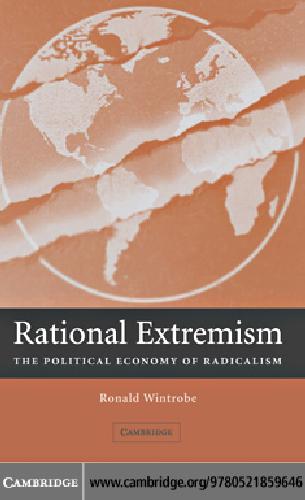 Rational Extremism
THE POLITICAL ECONOMY OF RADICALISM
Ronald Wintrobe
CAMBRIDGE
CAMBRIDGE www.cambridge.org/9780521859646